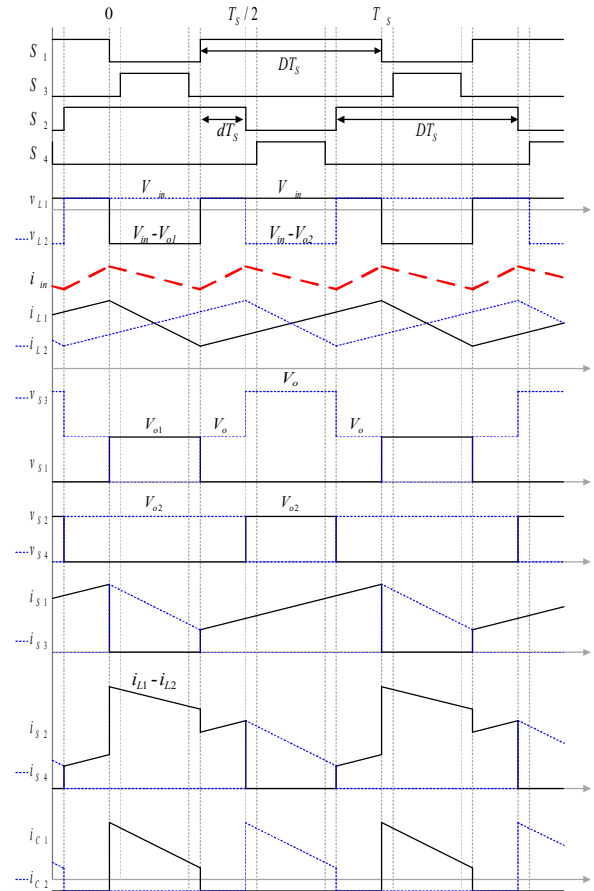 0 T_S/2 T_S
S_1
DT_S
S_3
S_2
dT_S DT_S
S_4
V_in V_in
v_L1
V_in-V_o1 V_in-V_o2
v_L2
i_in
i_L1
i_L2
V_o
v_S3
V_o1 V_o V_o
v_S1
V_o2 V_o2
v_S2
v_S4
i_S1
i_S3
i_L1-i_L2
i_S2
i_S4
i_C1
i_C2